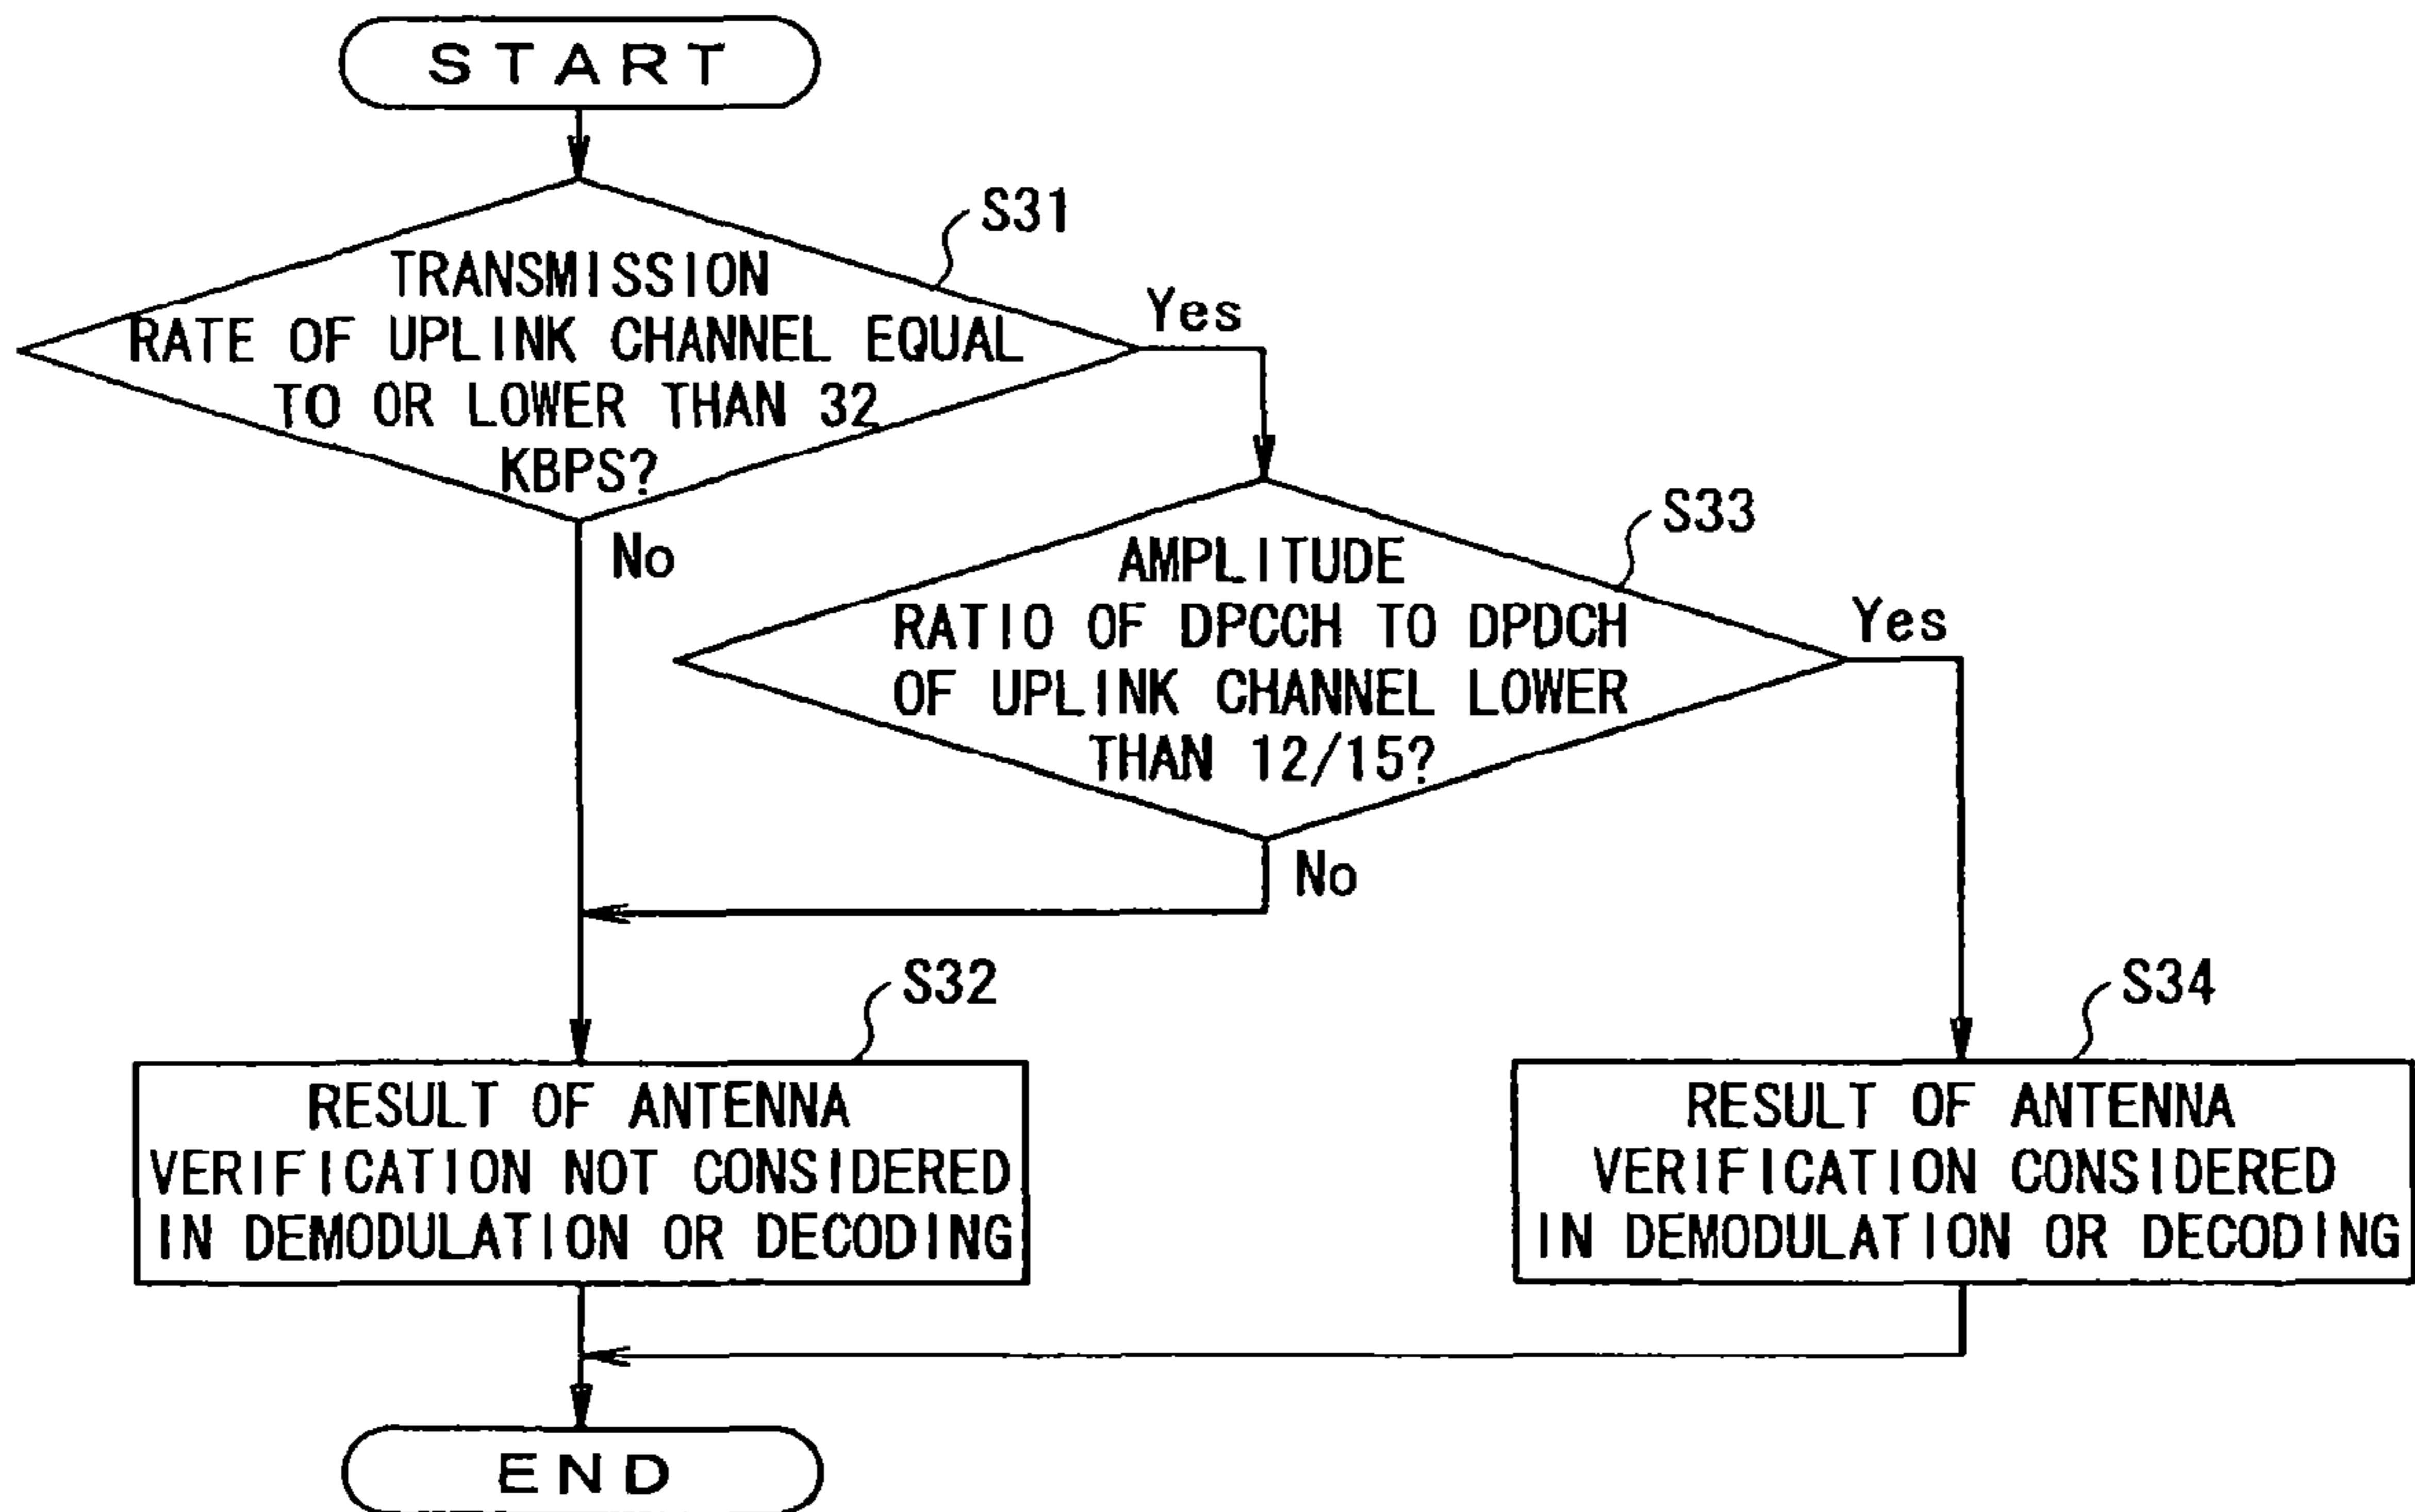 START
S31
TRANSMISSION
RATE OF UPLINK CHANNEL EQUAL
TO OR LOWER THAN 32
KBPS?
Yes
No
S33
AMPLITUDE
RATIO OF DPCCH TO DPDCH
OF UPLINK CHANNEL LOWER
THAN 12/15?
Yes
No
S32
RESULT OF ANTENNA
VERIFICATION NOT CONSIDERED
IN DEMODULATION OR DECODING
S34
RESULT OF ANTENNA
VERIFICATION CONSIDERED
IN DEMODULATION OR DECODING
END